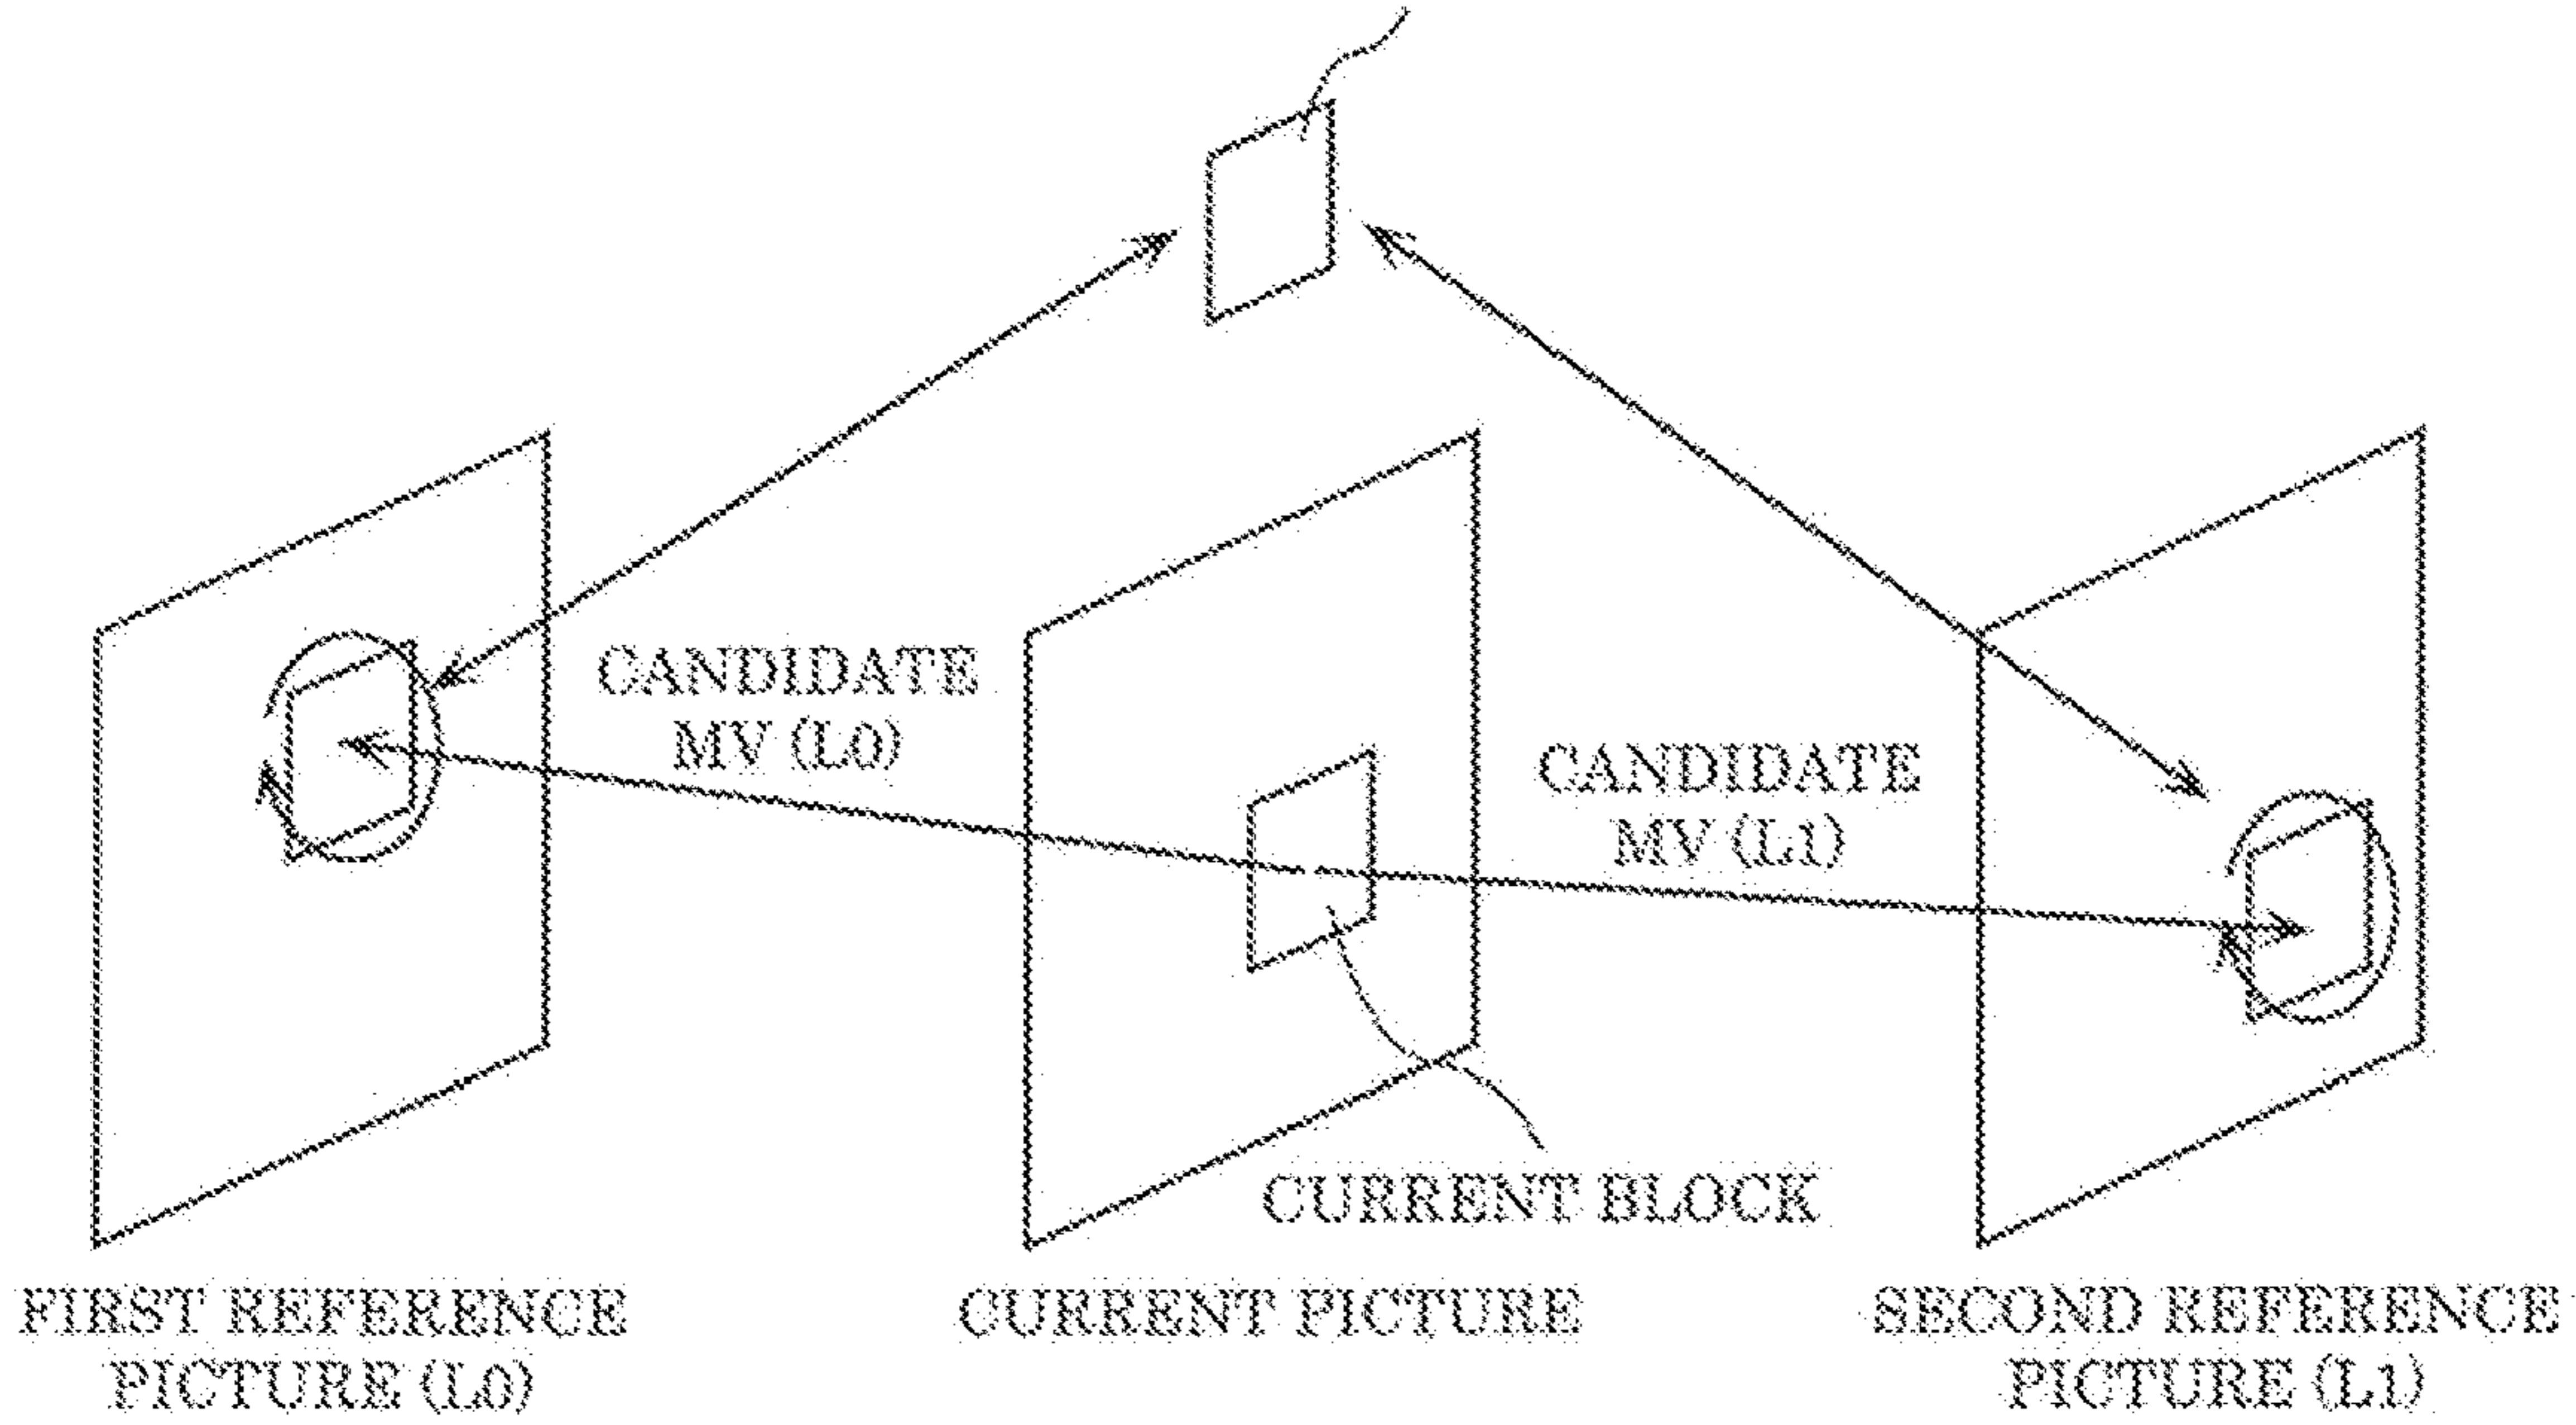 CANDIDATE
MV (L0)
CANDIDATE
MV (L1)
CURRENT BLOCK
FIRST REFERENCE
PICTURE (L0)
CURRENT PICTURE
SECOND REFERENCE
PICTURE (L1)